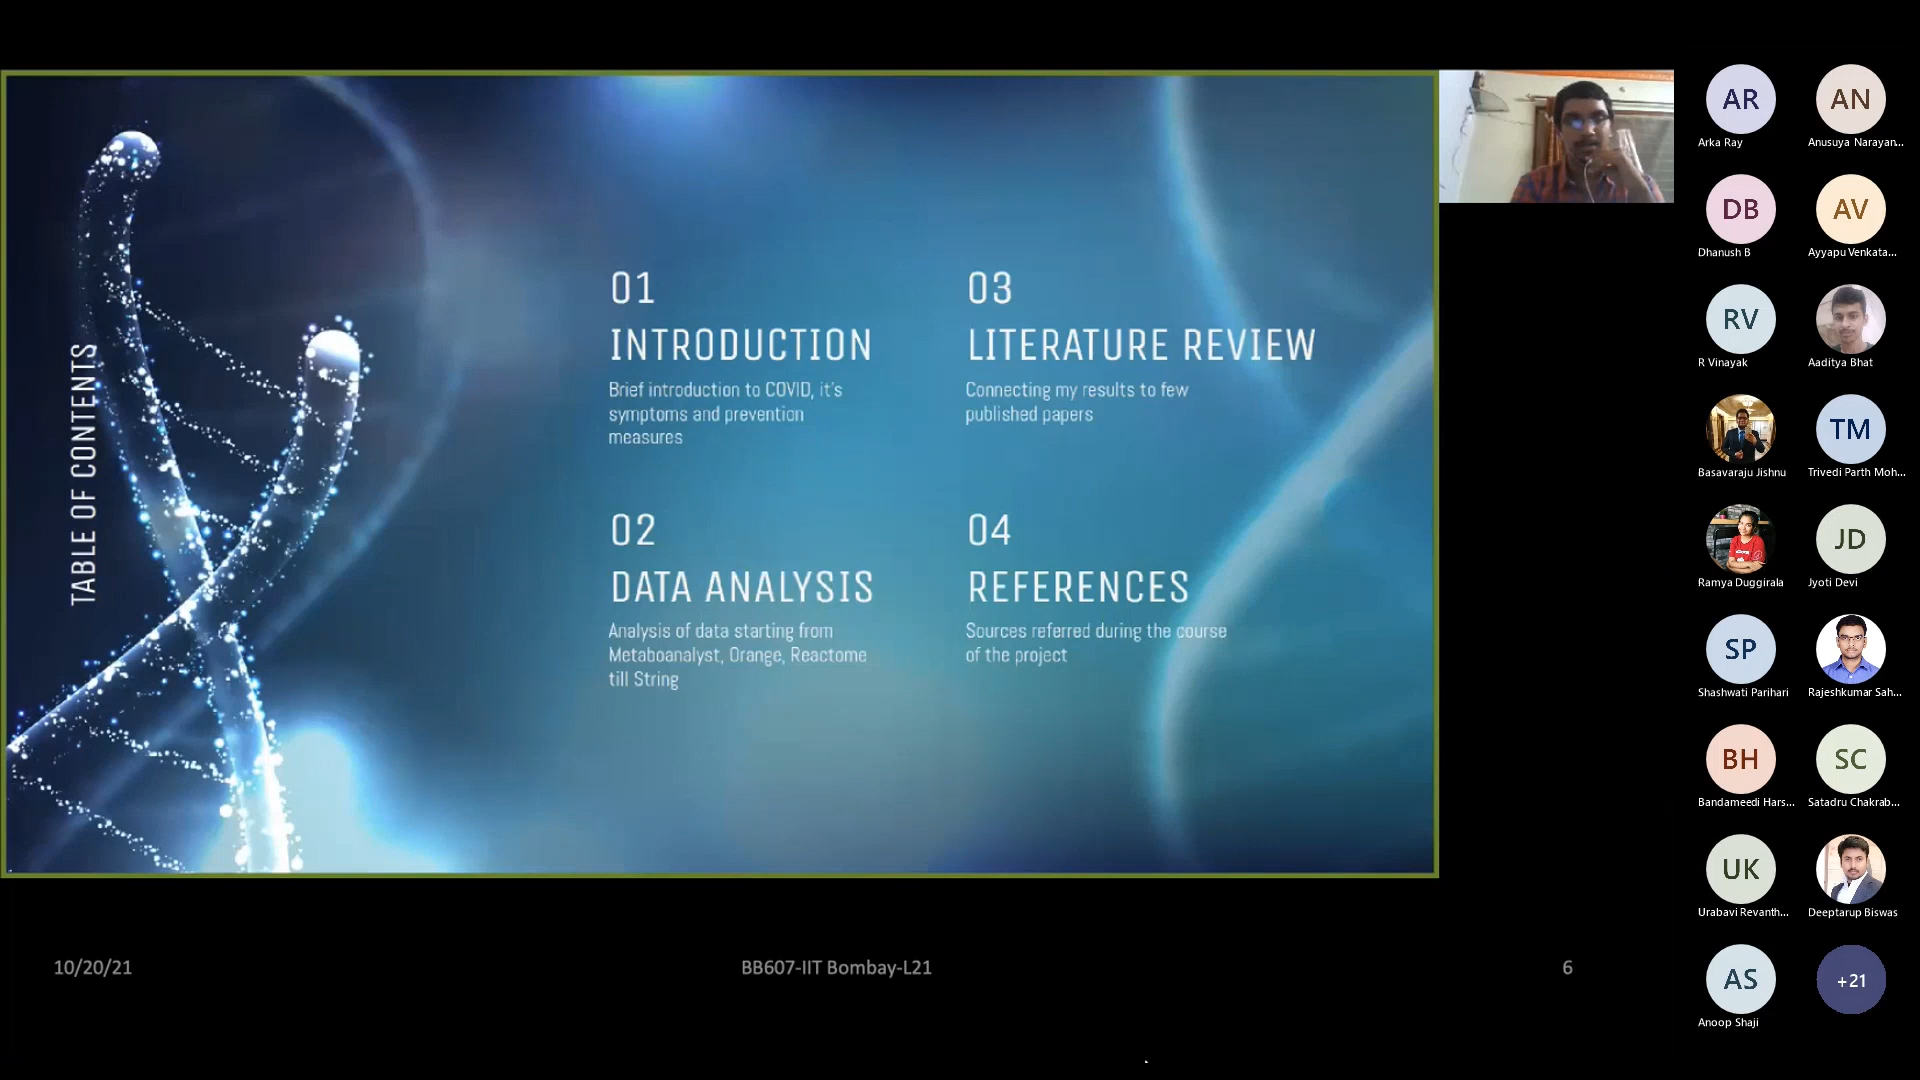 TABLE OF CONTENTS
01
INTRODUCTION
Brief introduction to COVID, it's
symptoms and prevention
measures
02
DATA ANALYSIS
Analysis of data starting from
Metaboanalyst, Orange, Reactome
till String
03
LITERATURE REVIEW
Connecting my results to few
published papers
04
REFERENCES
Sources referred during the course
of the project
10/20/21
BB607-IIT Bombay-L21
6
AR
Arka Ray
AN
Anusuya Narayan...
DB
Dhanush B
AV
Ayyapu Venkata...
RV
R Vinayak
Aaditya Bhat
Basavaraju Jishnu
TM
Trivedi Parth Moh...
Ramya Duggirala
JD
Jyoti Devi
SP
Shashwati Parihari
Rajeshkumar Sah...
BH
Bandameedi Hars...
SC
Satadru Chakrab...
UK
Urabavi Revanth...
Deeptarup Biswas
AS
Anoop Shaji
+21